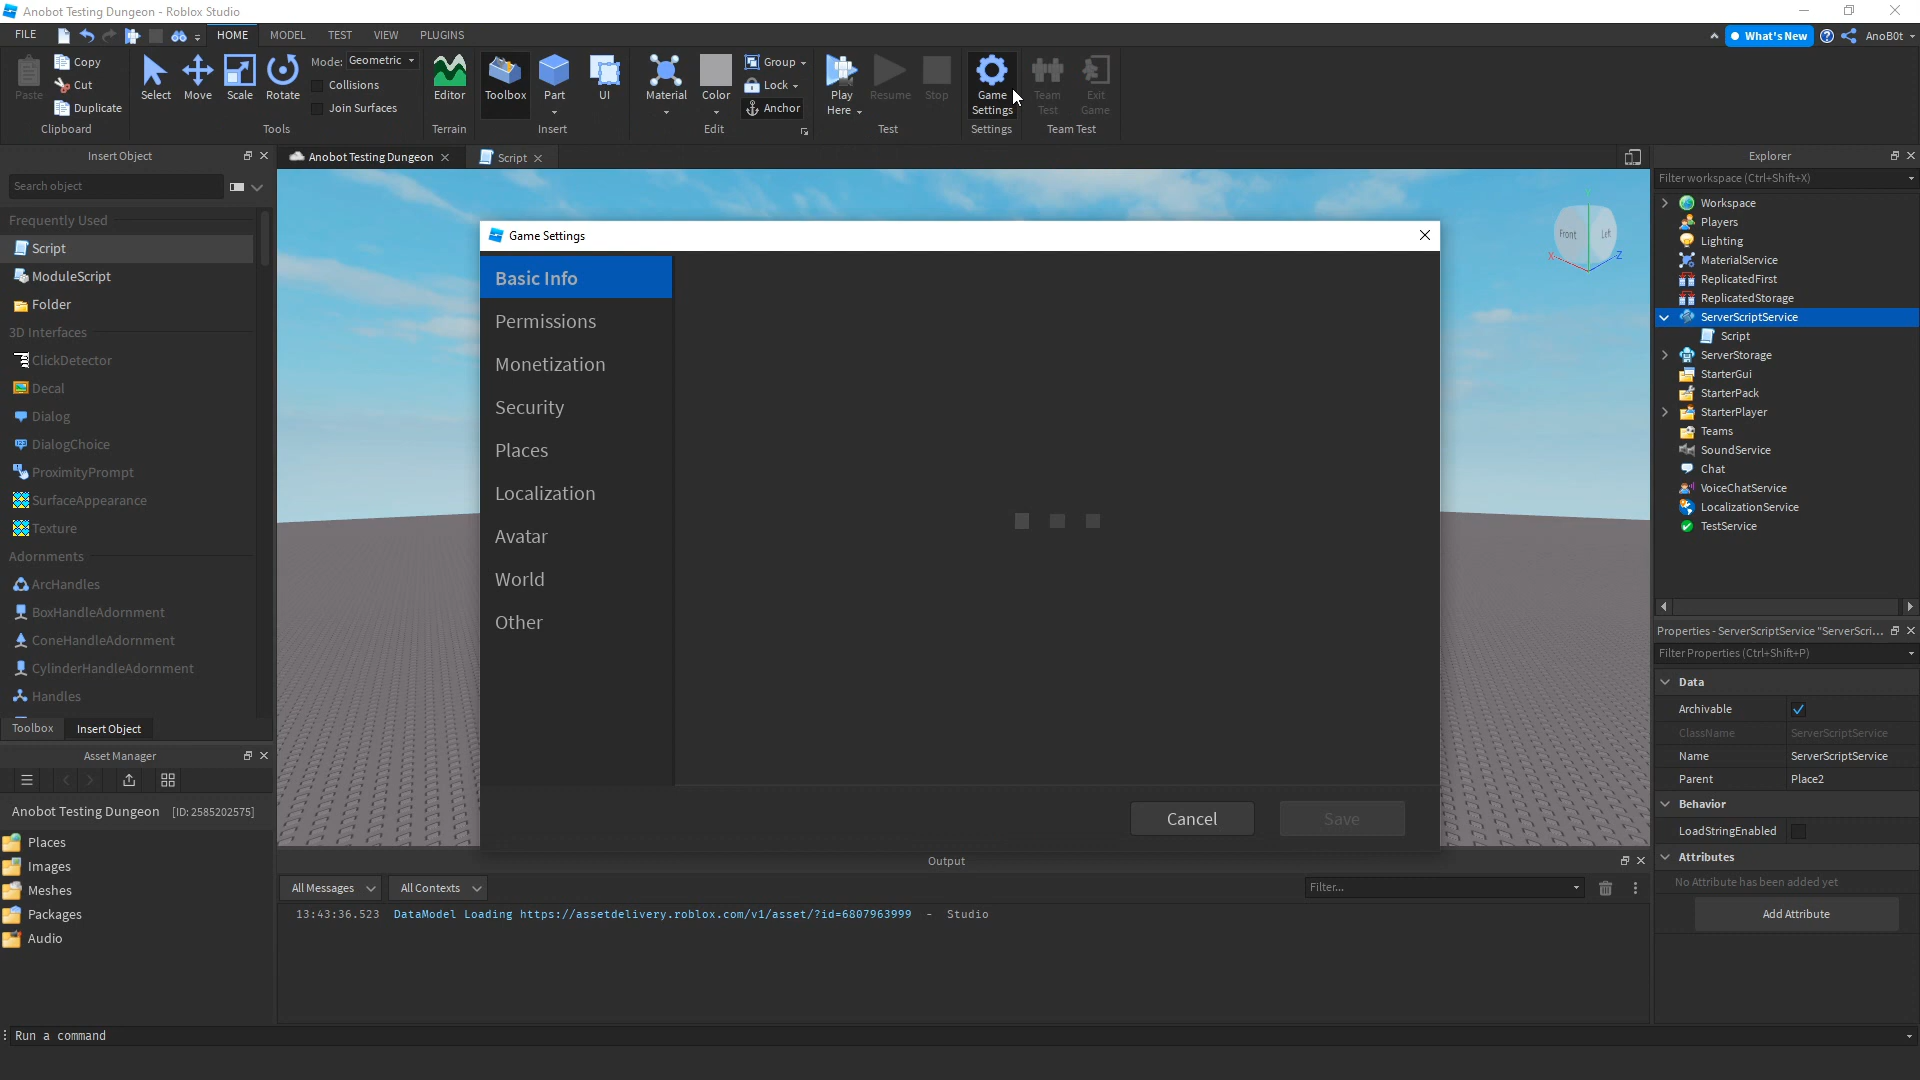 Anobot Testing Dungeon - Roblox Studio
FILE HOME MODEL TEST VIEW PLUGINS What's New AnoB0t
Paste Copy Cut Duplicate Clipboard
Select Move Scale Rotate Mode: Geometric Collisions Join Surfaces Tools
Editor Terrain
Toolbox Part UI Insert
Material Color Group Lock Anchor Edit
Play Here Resume Stop Test
Game Settings Settings
Team Test Exit Game Team Test
Insert Object
Search object
Frequently Used
Script
ModuleScript
Folder
3D Interfaces
ClickDetector
Decal
Dialog
DialogChoice
ProximityPrompt
SurfaceAppearance
Texture
Adornments
ArcHandles
BoxHandleAdornment
ConeHandleAdornment
CylinderHandleAdornment
Handles
Toolbox Insert Object
Asset Manager
Anobot Testing Dungeon [ID: 2585202575]
Places
Images
Meshes
Packages
Audio
Anobot Testing Dungeon Script
Front Left
Y X Z
Game Settings
Basic Info
Permissions
Monetization
Security
Places
Localization
Avatar
World
Other
Cancel Save
Output
All Messages All Contexts Filter...
13:43:36.523 DataModel Loading https://assetdelivery.roblox.com/v1/asset/?id=6807963999 - Studio
Explorer
Filter workspace (Ctrl+Shift+X)
Workspace
Players
Lighting
MaterialService
ReplicatedFirst
ReplicatedStorage
ServerScriptService
Script
ServerStorage
StarterGui
StarterPack
StarterPlayer
Teams
SoundService
Chat
VoiceChatService
LocalizationService
TestService
Properties - ServerScriptService "ServerScri...
Filter Properties (Ctrl+Shift+P)
Data
Archivable
ClassName ServerScriptService
Name ServerScriptService
Parent Place2
Behavior
LoadStringEnabled
Attributes
No Attribute has been added yet
Add Attribute
Run a command